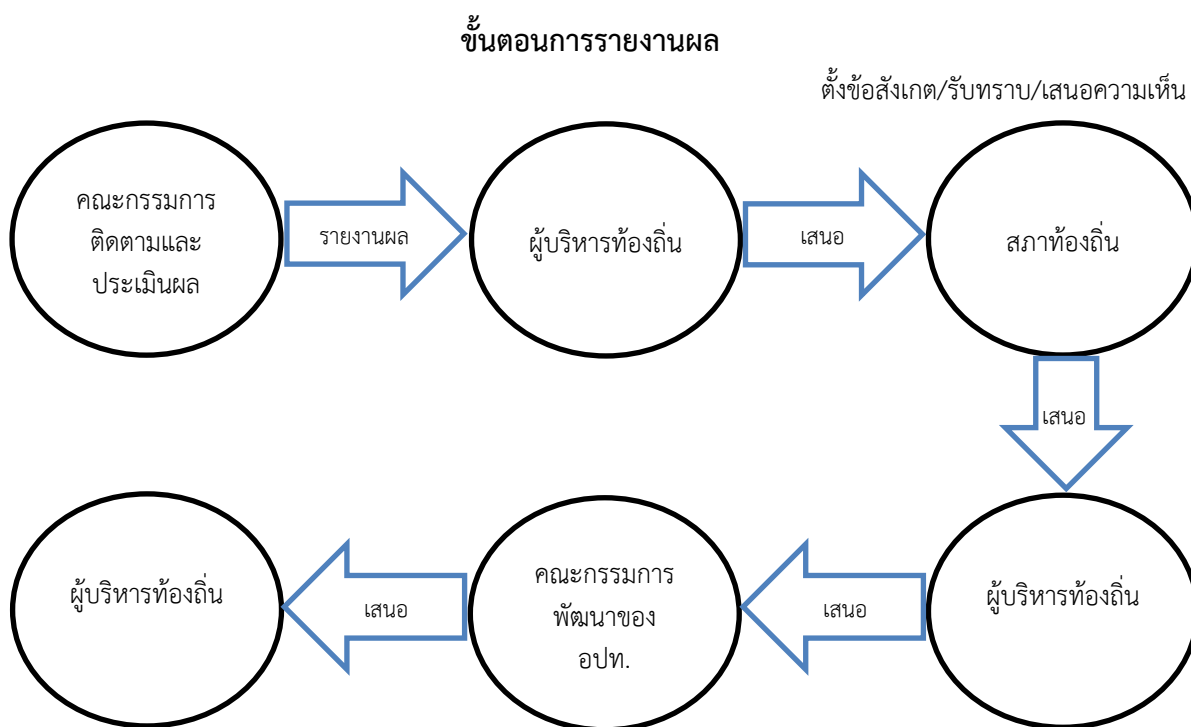 ขั้นตอนการรายงานผล
ตั้งข้อสังเกต/รับทราบ/เสนอความเห็น
คณะกรรมการ
ติดตามและ
ประเมินผล
รายงานผล
ผู้บริหารท้องถิ่น
เสนอ
สภาท้องถิ่น
เสนอ
ผู้บริหารท้องถิ่น
เสนอ
คณะกรรมการ
พัฒนาของ
อปท.
เสนอ
ผู้บริหารท้องถิ่น